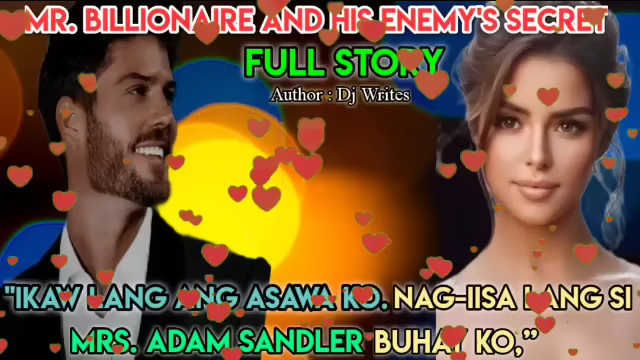 MR. BILLIONAIRE AND HIS ENEMY'S SECRET
FULL STORY
Author : Dj Writes
"IKAW LANG ANG ASAWA KO. NAG-IISA LANG SI
MRS. ADAM SANDLER BUHAY KO,"